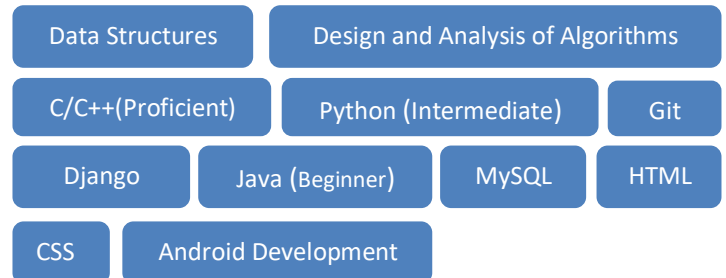 Data Structures Design and Analysis of Algorithms
C/C++(Proficient) Python (Intermediate) Git
Django Java (Beginner) MySQL HTML
CSS Android Development